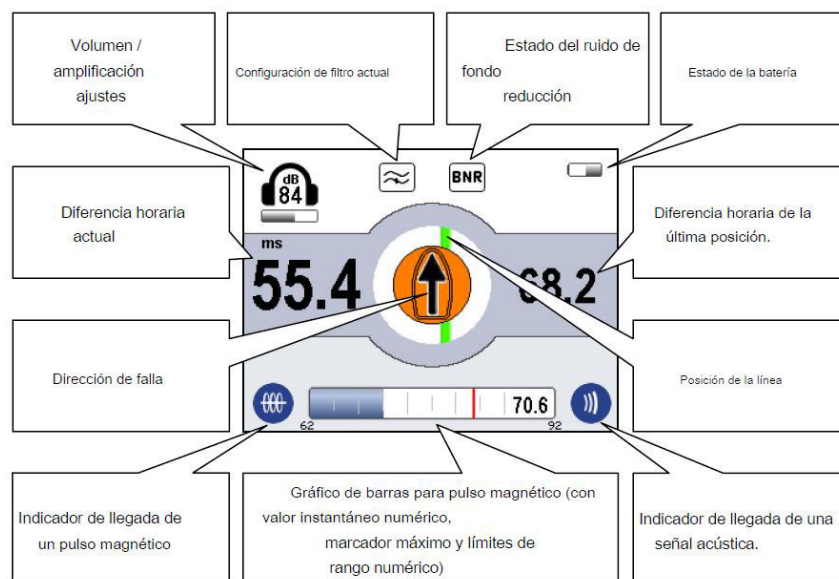 Volumen /
amplificación
ajustes
Configuración de filtro actual
Estado del ruido de
fondo
reducción
Estado de la batería
dB
84
BNR
Diferencia horaria
actual
ms
55.4
68.2
Diferencia horaria de la
última posición.
Dirección de falla
Posición de la línea
70.6
62
92
Indicador de llegada de
un pulso magnético
Gráfico de barras para pulso magnético (con
valor instantáneo numérico,
marcador máximo y límites de
rango numérico)
Indicador de llegada de una
señal acústica.